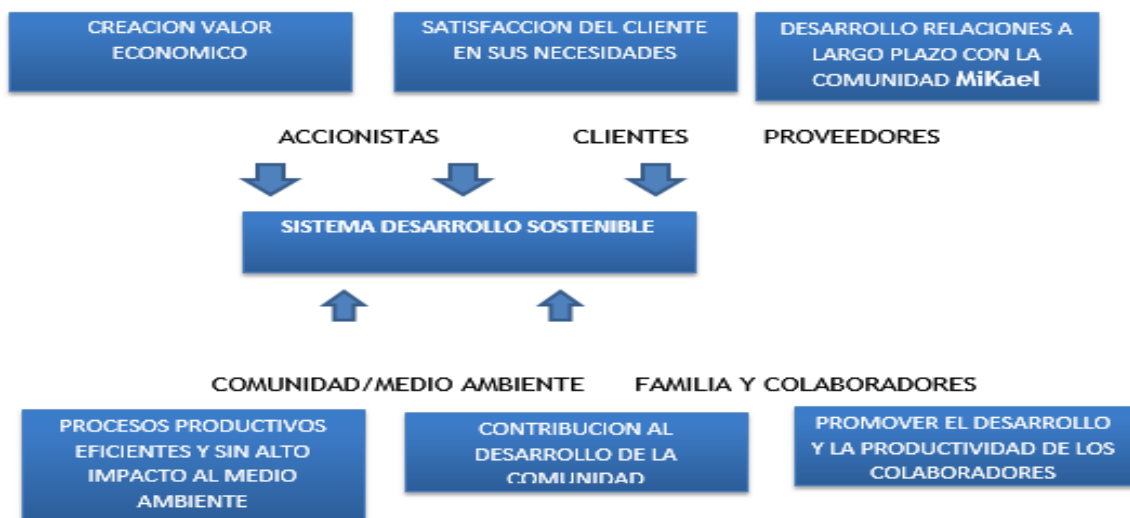 CREACION VALOR
ECONOMICO
SATISFACCION DEL CLIENTE
EN SUS NECESIDADES
DESARROLLO RELACIONES A
LARGO PLAZO CON LA
COMUNIDAD MiKael
ACCIONISTAS CLIENTES PROVEEDORES
SISTEMA DESARROLLO SOSTENIBLE
COMUNIDAD/MEDIO AMBIENTE FAMILIA Y COLABORADORES
PROCESOS PRODUCTIVOS
EFICIENTES Y SIN ALTO
IMPACTO AL MEDIO
AMBIENTE
CONTRIBUCION AL
DESARROLLO DE LA
COMUNIDAD
PROMOVER EL DESARROLLO
Y LA PRODUCTIVIDAD DE LOS
COLABORADORES